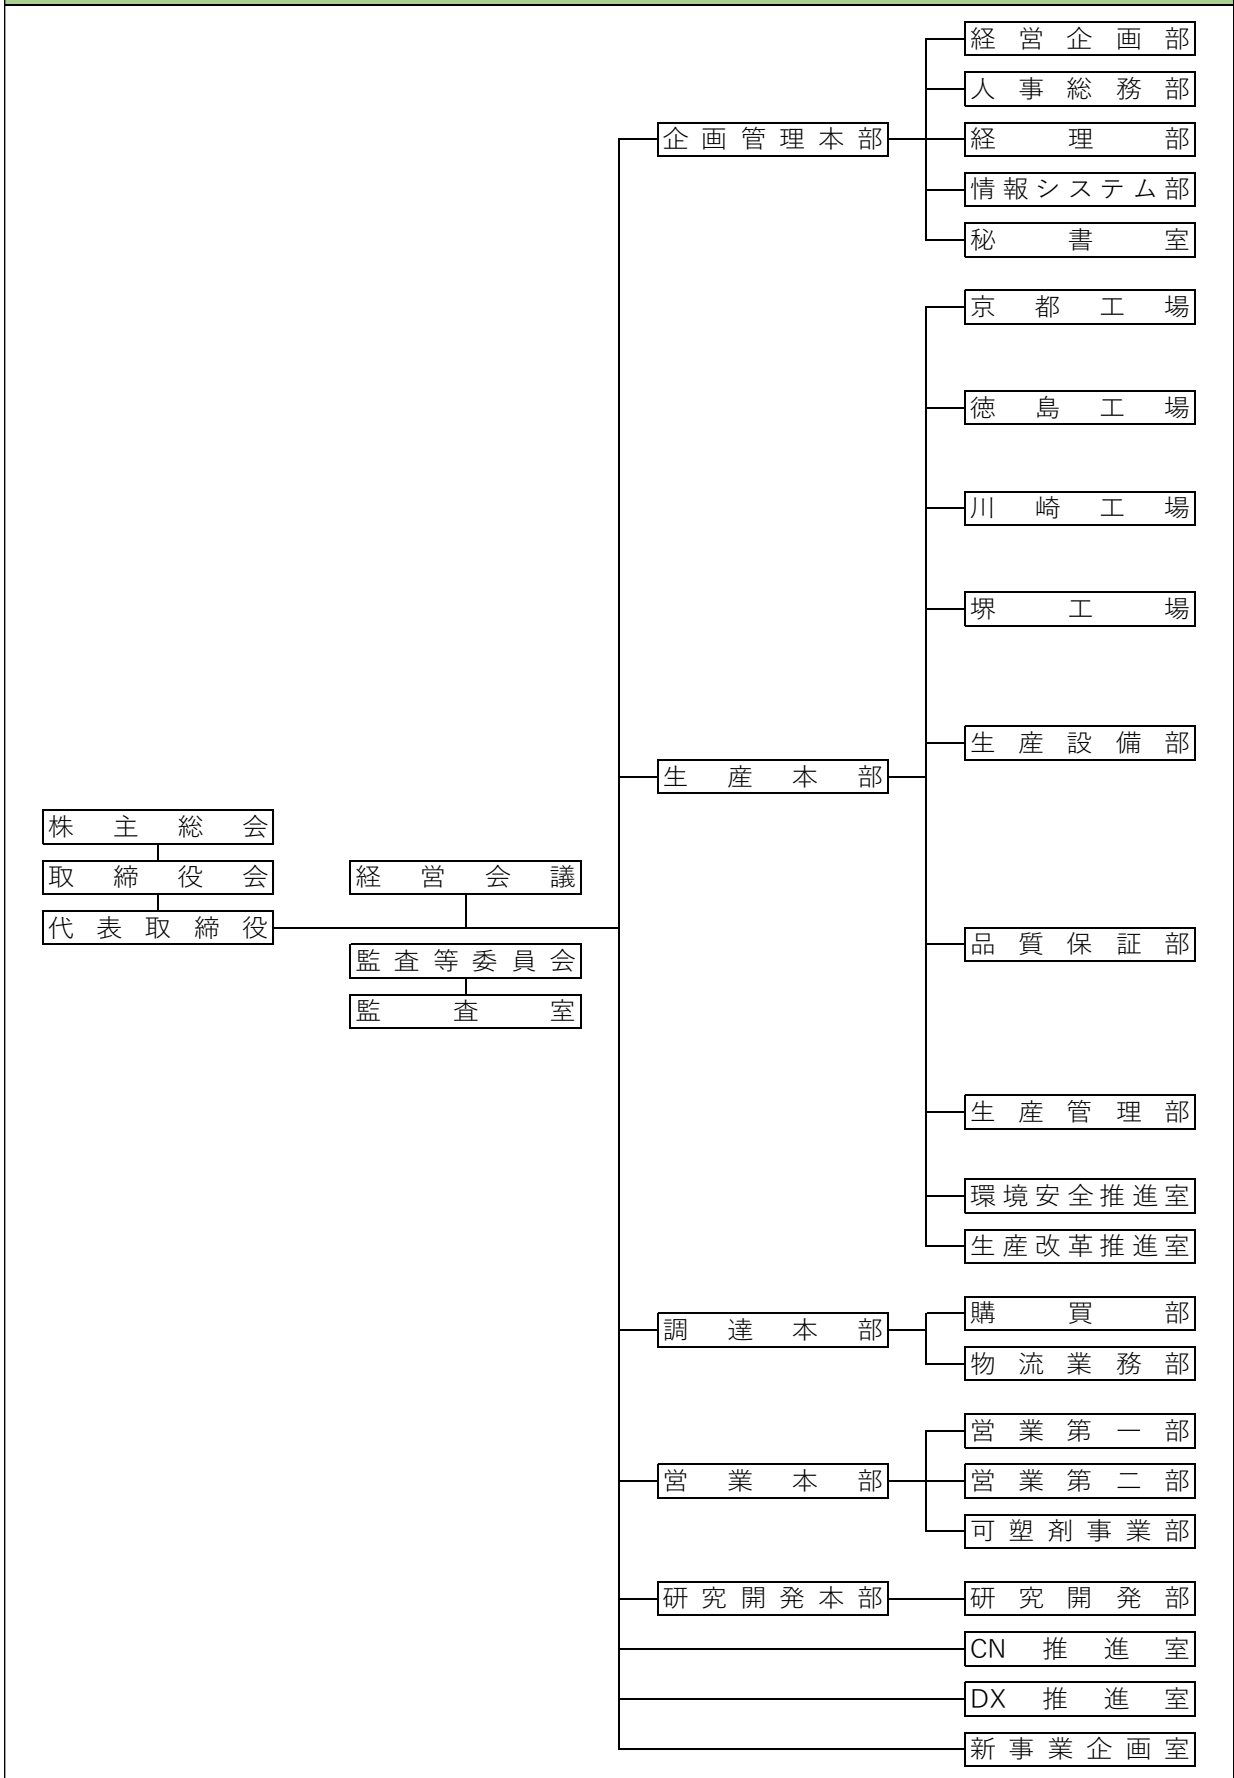 経営企画部
人事総務部
企画管理本部
経理部
情報システム部
秘書室
京都工場
徳島工場
川崎工場
堺工場
生産設備部
生産本部
株主総会
取締役会
経営会議
代表取締役
品質保証部
監査等委員会
監査室
生産管理部
環境安全推進室
生産改革推進室
購買部
調達本部
物流業務部
営業第一部
営業本部
営業第二部
可塑剤事業部
研究開発本部
研究開発部
CN推進室
DX推進室
新事業企画室